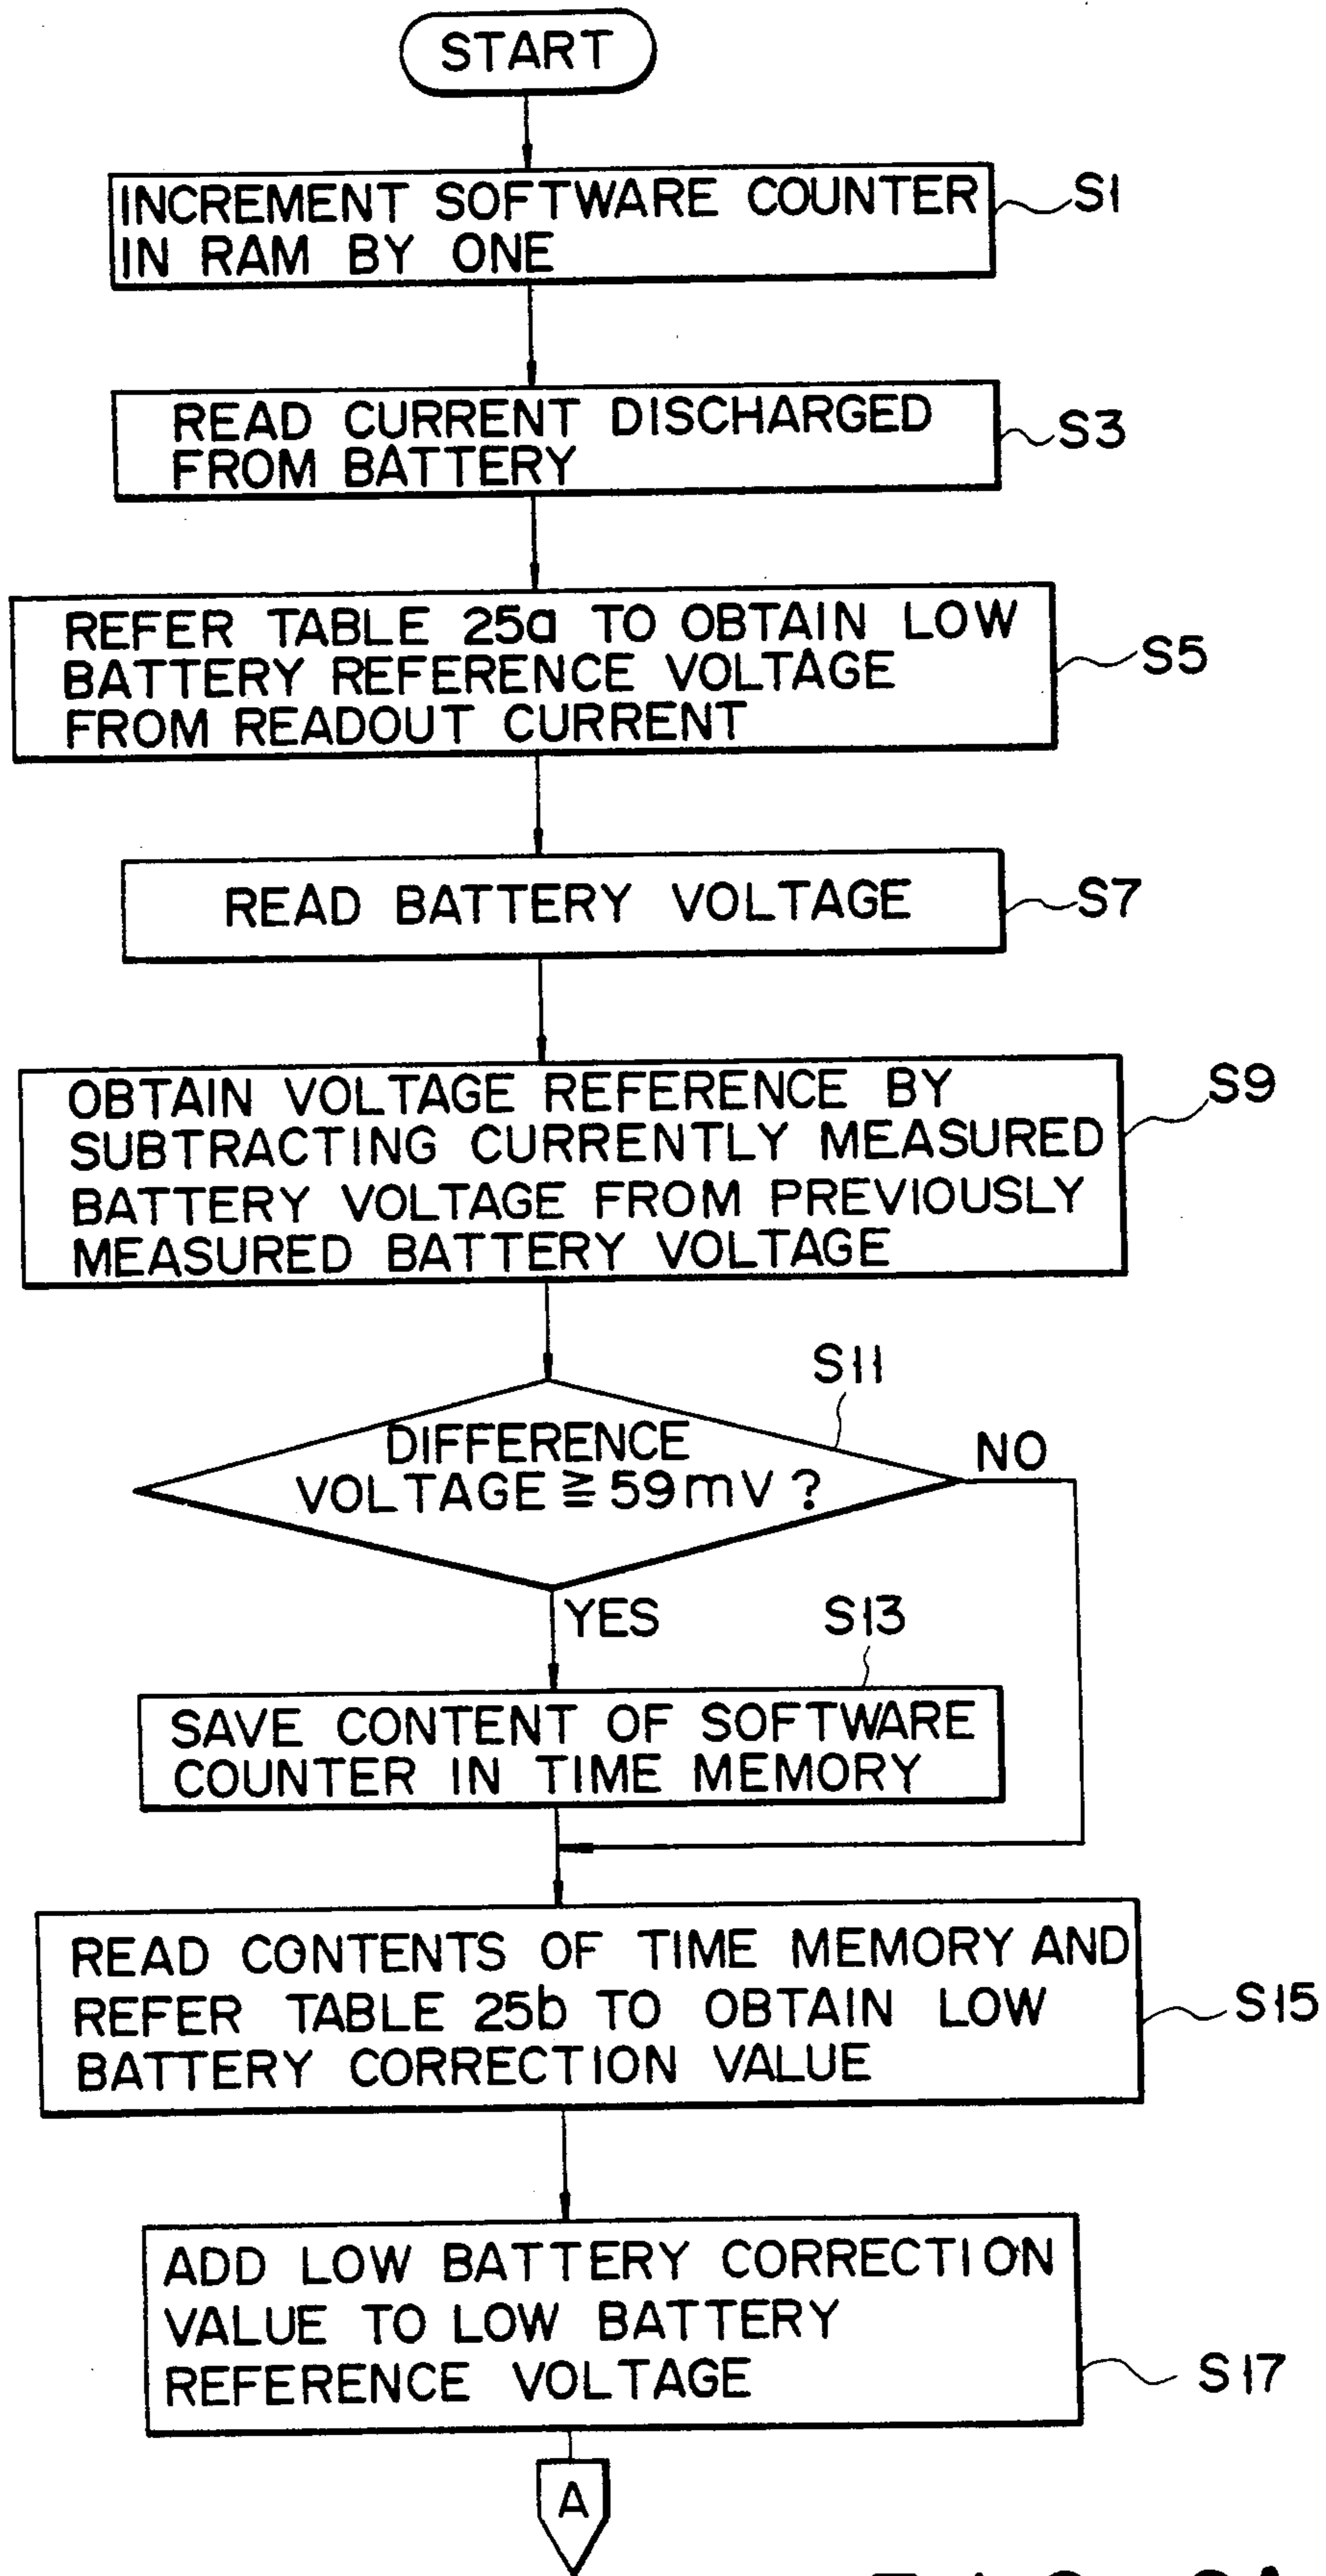 START
INCREMENT SOFTWARE COUNTER
IN RAM BY ONE
S1
READ CURRENT DISCHARGED
FROM BATTERY
S3
REFER TABLE 25a TO OBTAIN LOW
BATTERY REFERENCE VOLTAGE
FROM READOUT CURRENT
S5
READ BATTERY VOLTAGE
S7
OBTAIN VOLTAGE REFERENCE BY
SUBTRACTING CURRENTLY MEASURED
BATTERY VOLTAGE FROM PREVIOUSLY
MEASURED BATTERY VOLTAGE
S9
S11
DIFFERENCE
VOLTAGE ≧ 59mV ?
NO
YES
S13
SAVE CONTENT OF SOFTWARE
COUNTER IN TIME MEMORY
READ CONTENTS OF TIME MEMORY AND
REFER TABLE 25b TO OBTAIN LOW
BATTERY CORRECTION VALUE
S15
ADD LOW BATTERY CORRECTION
VALUE TO LOW BATTERY
REFERENCE VOLTAGE
S17
A